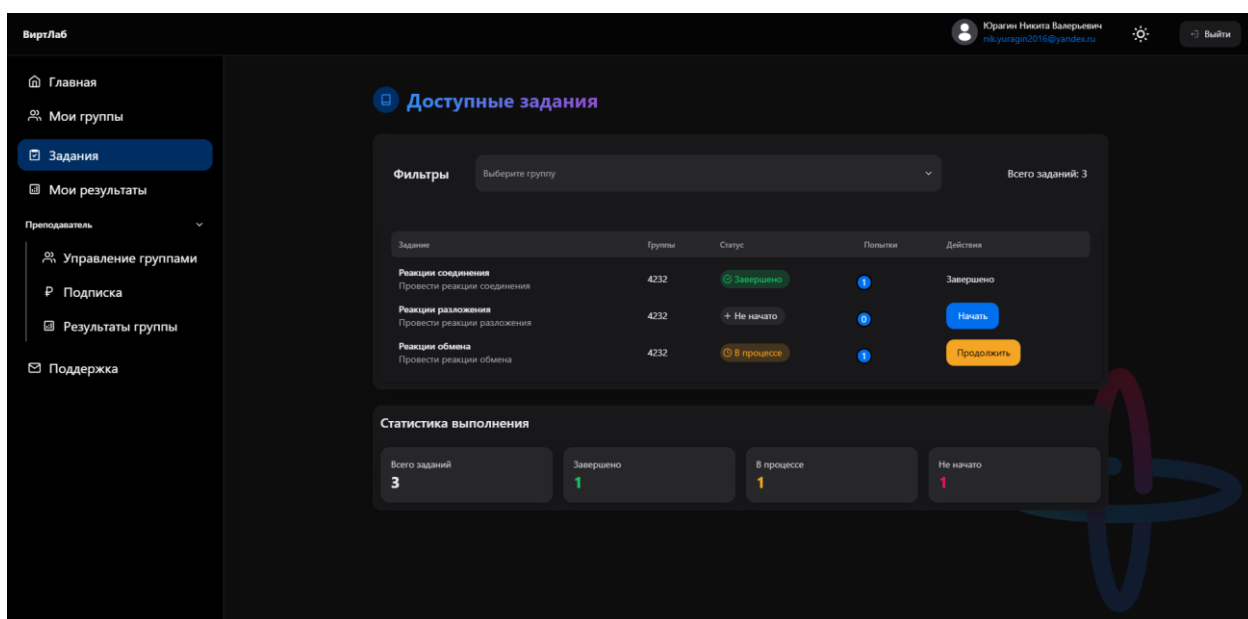 ВиртЛаб
Юрагин Никита Валерьевич
nik.yuragin2016@yandex.ru
Выйти
Главная
Мои группы
Задания
Мои результаты
Преподаватель
Управление группами
₽ Подписка
Результаты группы
Поддержка
Доступные задания
Фильтры Выберите группу Всего заданий: 3
Задание Группы Статус Попытки Действия
Реакции соединения
Провести реакции соединения
4232 Завершено 1 Завершено
Реакции разложения
Провести реакции разложения
4232 + Не начато 0 Начать
Реакции обмена
Провести реакции обмена
4232 В процессе 1 Продолжить
Статистика выполнения
Всего заданий Завершено В процессе Не начато
3 1 1 1